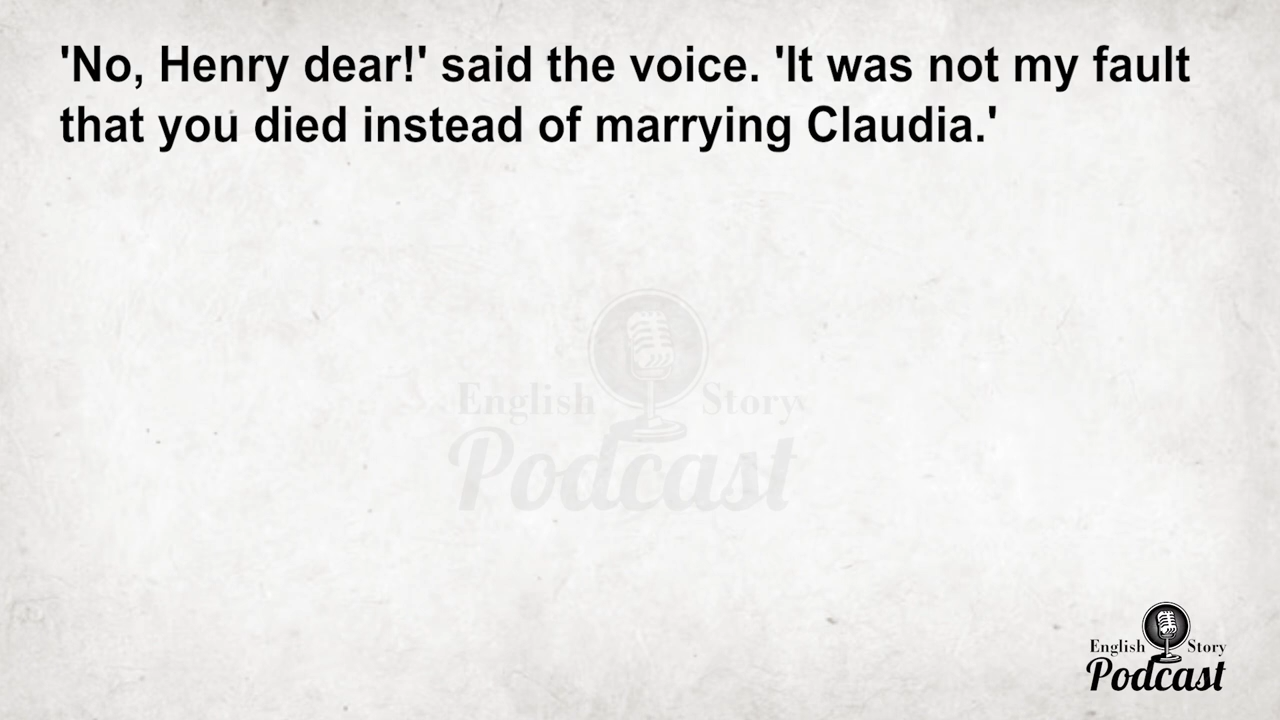 'No, Henry dear!' said the voice. 'It was not my fault
that you died instead of marrying Claudia.'
English Story
Podcast
English Story
Podcast